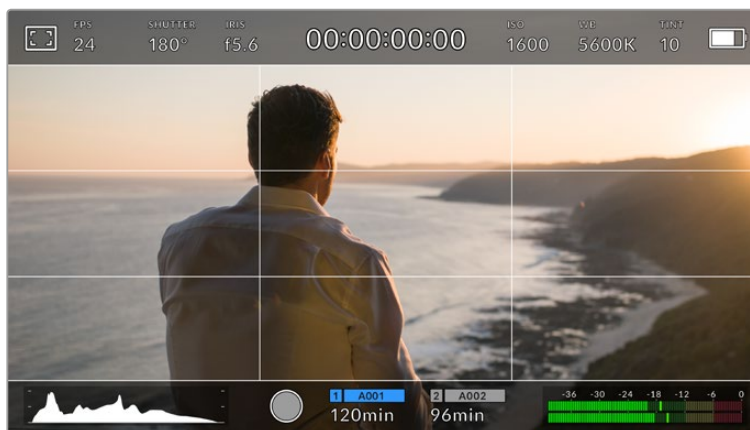 FPS SHUTTER IRIS 00:00:00:00 ISO WB TINT
24 180° f5.6 1600 5600K 10
1 A001 2 A002
120min 96min
-36 -30 -24 -18 -12 -6 0